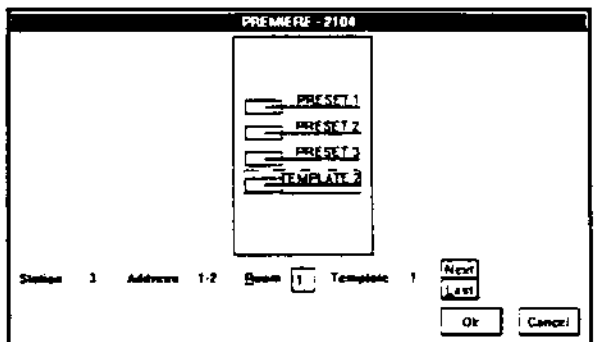 PREMIERE - 2104
PRESET 1
PRESET 2
PRESET 3
TEMPLATE 2
Station 3 Address 1-2 Room 1 Template 1
Next
Last
Ok Cancel